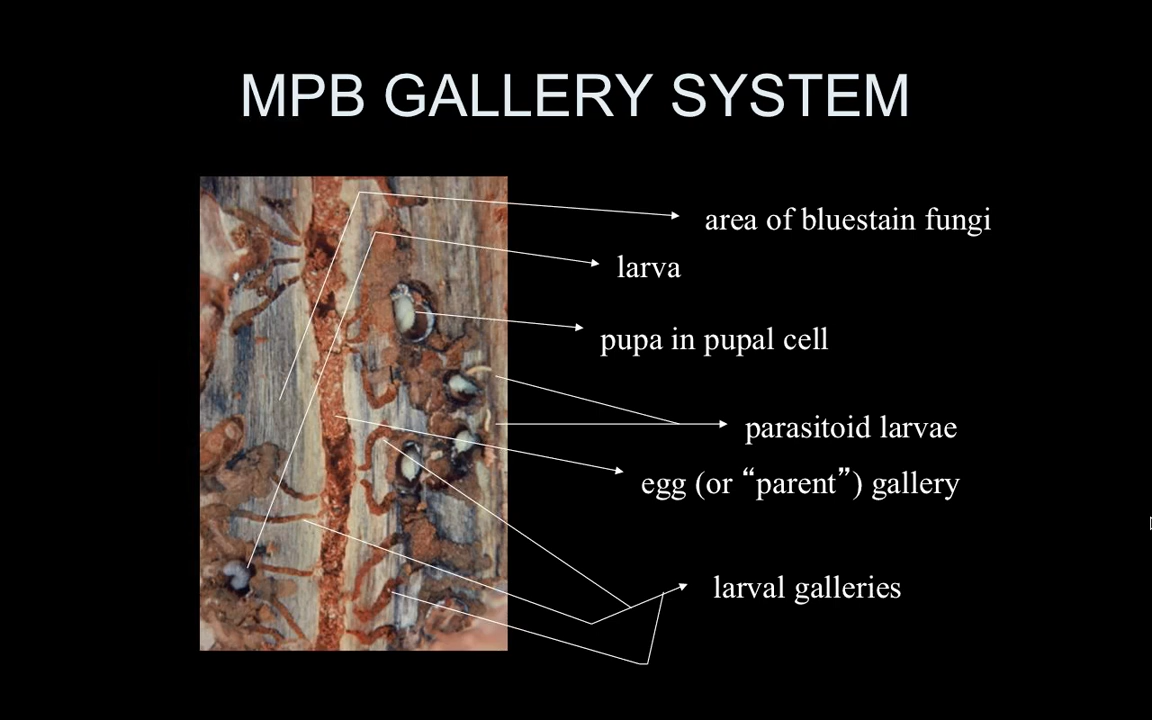 MPB GALLERY SYSTEM
area of bluestain fungi
larva
pupa in pupal cell
parasitoid larvae
egg (or “parent”) gallery
larval galleries